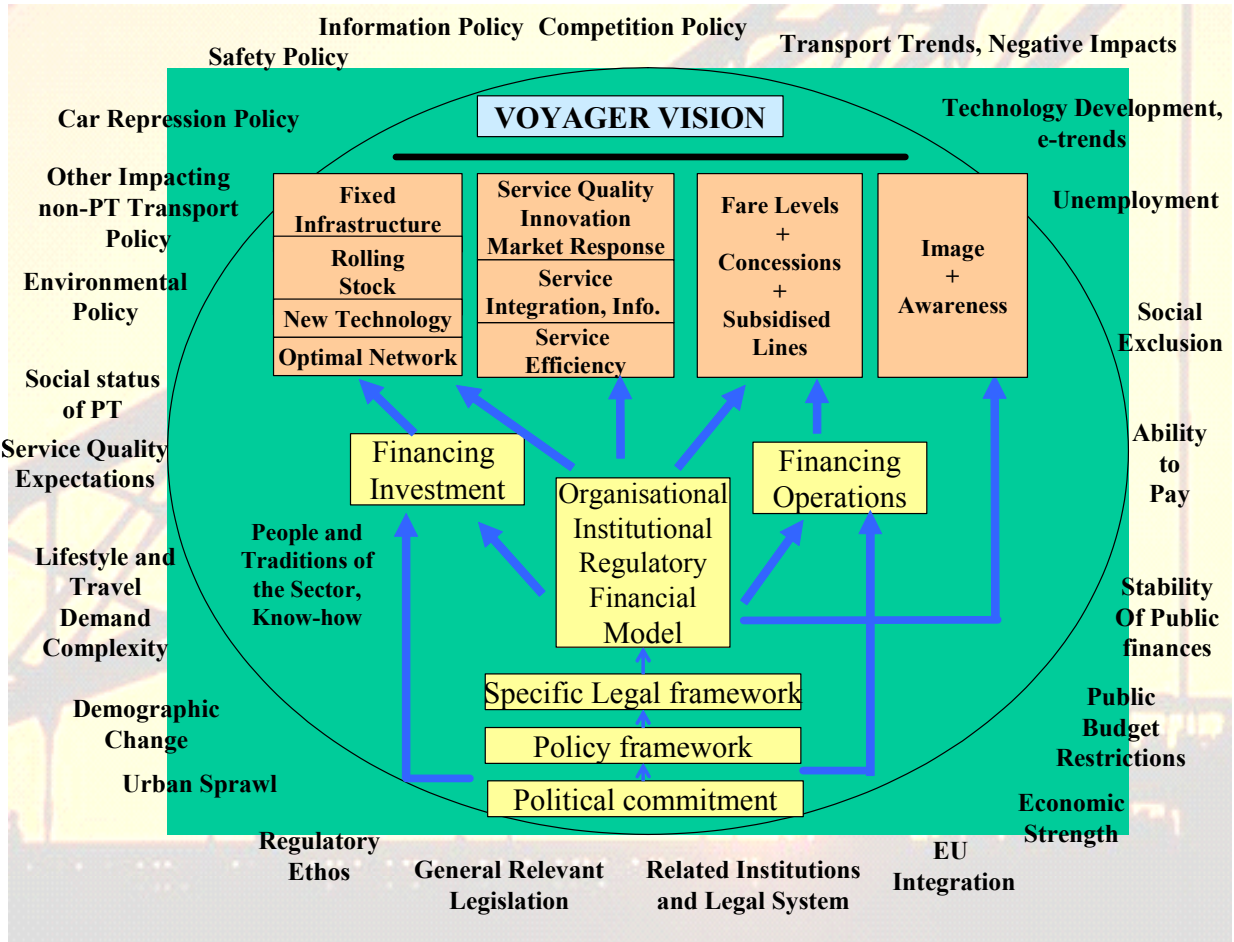 Information Policy
Competition Policy
Transport Trends, Negative Impacts
Safety Policy
Car Repression Policy
VOYAGER VISION
Technology Development,
e-trends
Other Impacting
non-PT Transport
Policy
Fixed
Infrastructure
Rolling
Stock
New Technology
Optimal Network
Service Quality
Innovation
Market Response
Service
Integration, Info.
Service
Efficiency
Fare Levels
+
Concessions
+
Subsidised
Lines
Image
+
Awareness
Unemployment
Environmental
Policy
Social
Exclusion
Social status
of PT
Service Quality
Expectations
Financing
Investment
Organisational
Institutional
Regulatory
Financial
Model
Financing
Operations
Ability
to
Pay
People and
Traditions of
the Sector,
Know-how
Lifestyle and
Travel
Demand
Complexity
Stability
Of Public
finances
Specific Legal framework
Policy framework
Political commitment
Demographic
Change
Urban Sprawl
Public
Budget
Restrictions
Economic
Strength
Regulatory
Ethos
General Relevant
Legislation
Related Institutions
and Legal System
EU
Integration